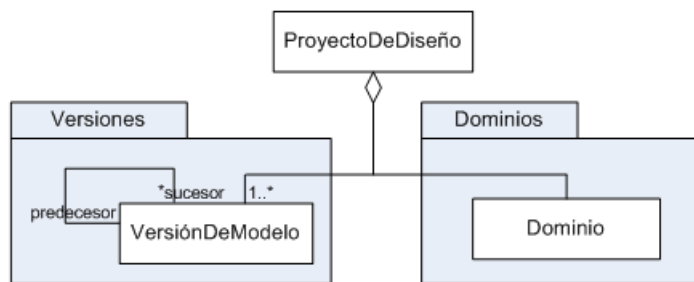 ProyectoDeDiseño
Versiones
Dominios
*sucesor 1..*
predecesor
VersiónDeModelo
Dominio